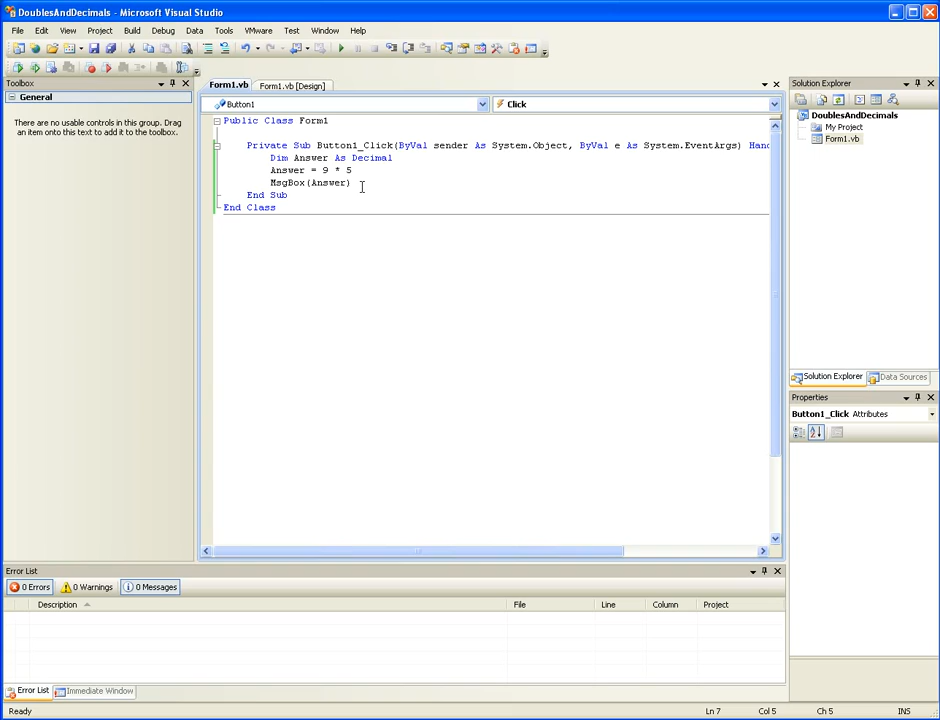 DoublesAndDecimals - Microsoft Visual Studio
File Edit View Project Build Debug Data Tools VMware Test Window Help
Toolbox
General
There are no usable controls in this group. Drag
an item onto this text to add it to the toolbox.
Form1.vb Form1.vb [Design]
Button1 Click
Public Class Form1
Private Sub Button1_Click(ByVal sender As System.Object, ByVal e As System.EventArgs) Hand
Dim Answer As Decimal
Answer = 9 * 5
MsgBox(Answer)
End Sub
End Class
Solution Explorer
DoublesAndDecimals
My Project
Form1.vb
Solution Explorer Data Sources
Properties
Button1_Click Attributes
Error List
0 Errors 0 Warnings 0 Messages
Description File Line Column Project
Error List Immediate Window
Ready Ln 7 Col 5 Ch 5 INS